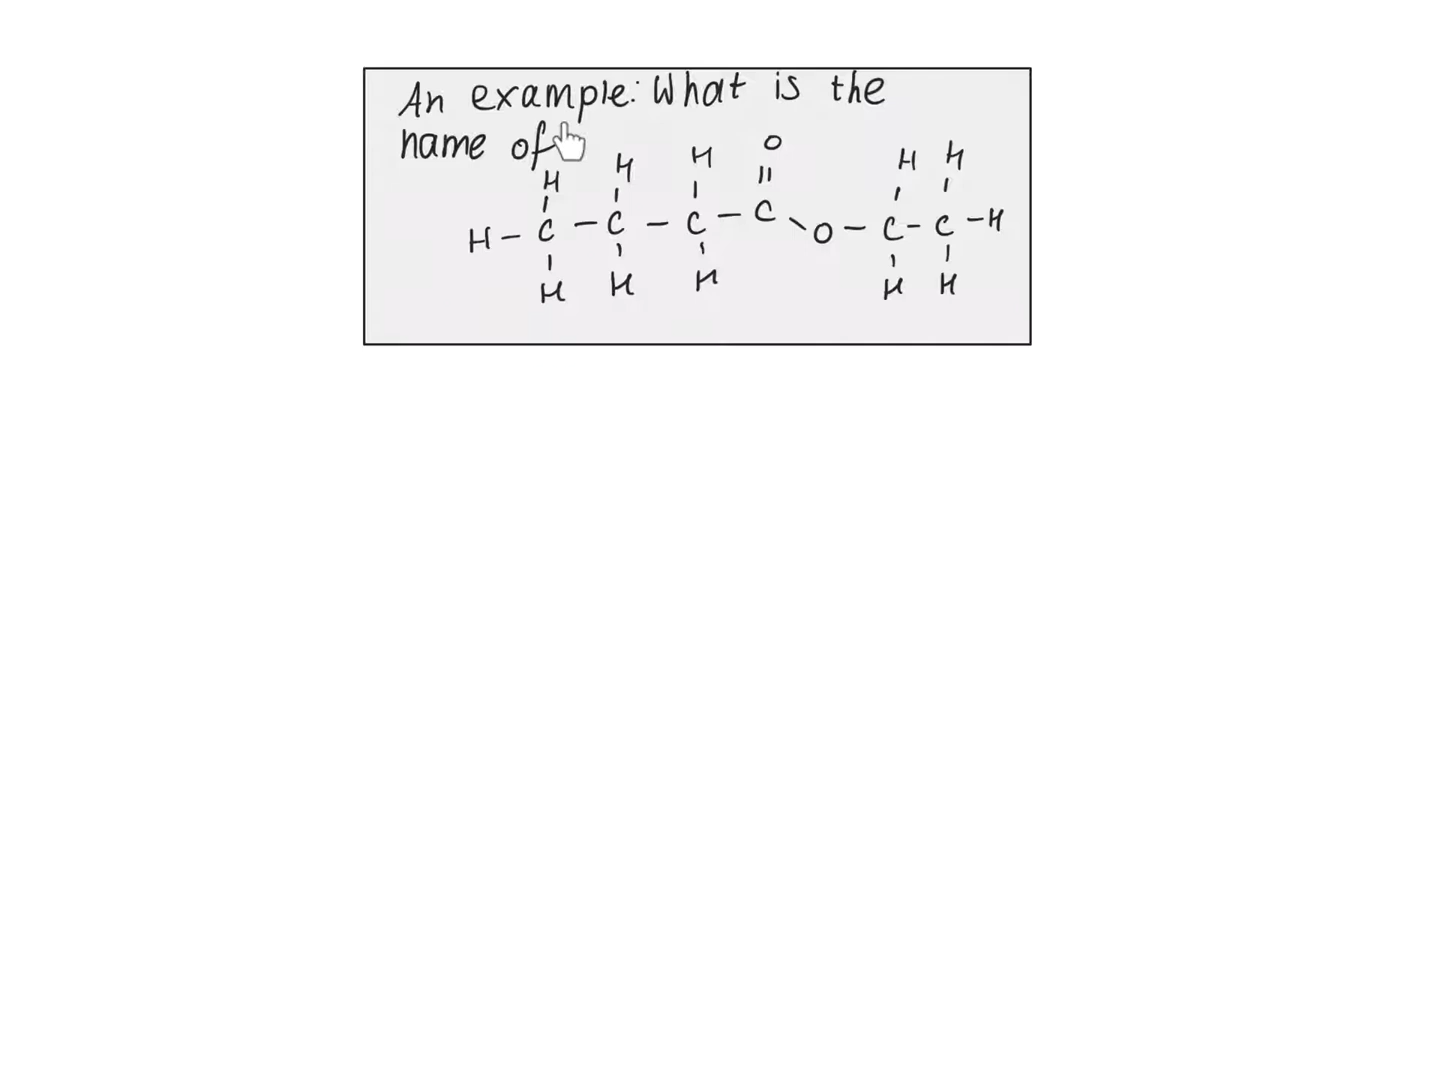 An example: What is the
name of
O
H H H || H H
| | | | |
H – C – C – C – C \ O – C – C – H
| | | | |
H H H H H